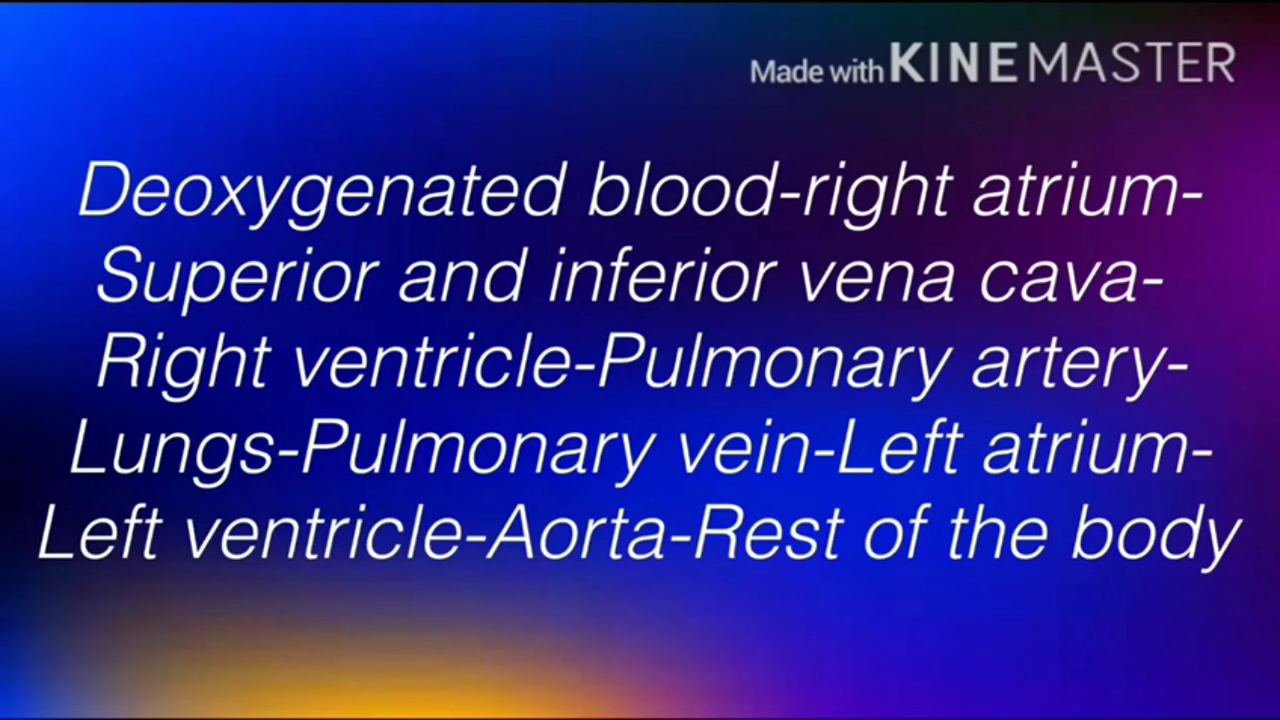 Made with KINEMASTER
Deoxygenated blood-right atrium-
Superior and inferior vena cava-
Right ventricle-Pulmonary artery-
Lungs-Pulmonary vein-Left atrium-
Left ventricle-Aorta-Rest of the body